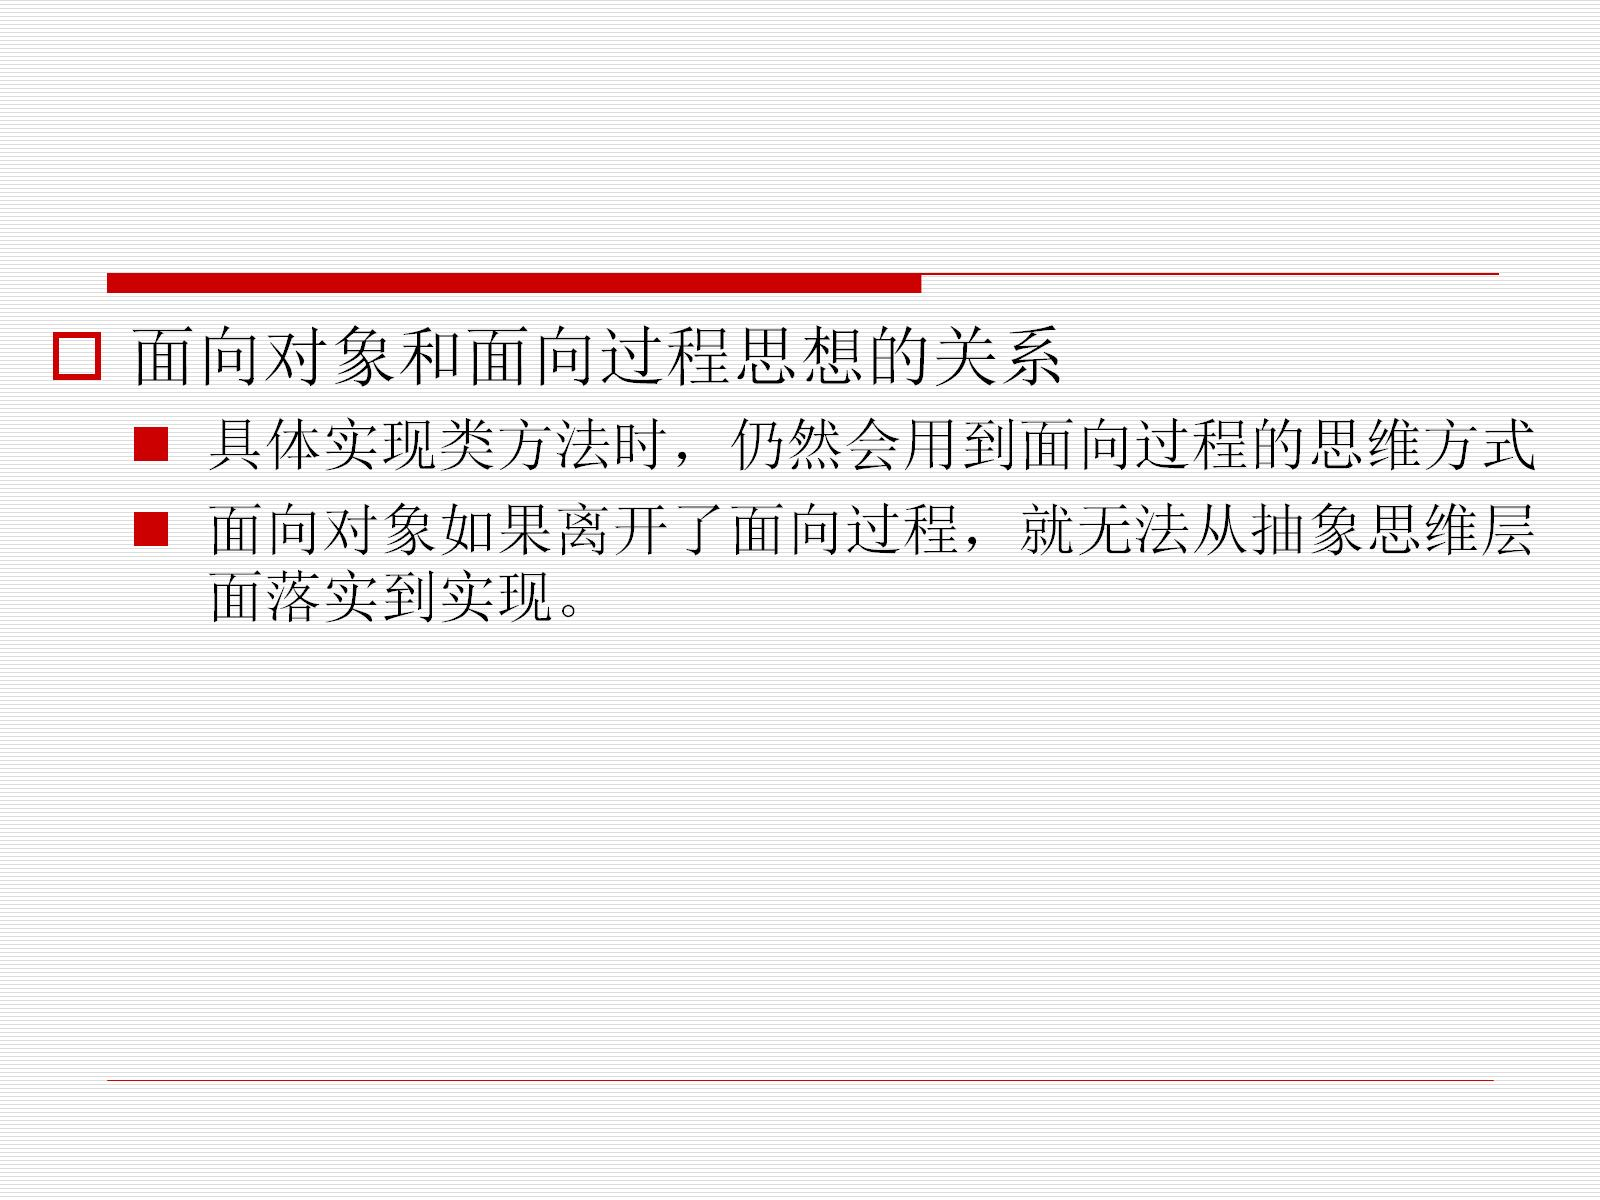 面向对象和面向过程思想的关系
具体实现类方法时，仍然会用到面向过程的思维方式
面向对象如果离开了面向过程，就无法从抽象思维层
面落实到实现。